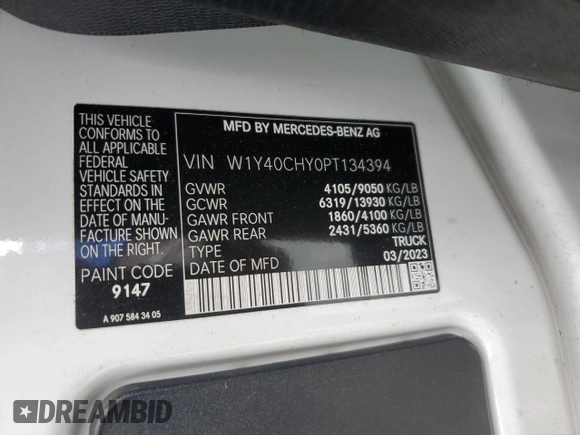 THIS VEHICLE
CONFORMS TO
ALL APPLICABLE
FEDERAL MOTOR
VEHICLE SAFETY
STANDARDS IN
EFFECT ON THE
DATE OF MANU-
FACTURE SHOWN
ON THE RIGHT.
PAINT CODE
9147
A 907 584 34 05
MFD BY MERCEDES-BENZ AG
VIN W1Y40CHY0PT134394
GVWR 4105/9050 KG/LB
GCWR 6319/13930 KG/LB
GAWR FRONT 1860/4100 KG/LB
GAWR REAR 2431/5360 KG/LB
TYPE TRUCK
DATE OF MFD 03/2023
DREAMBID